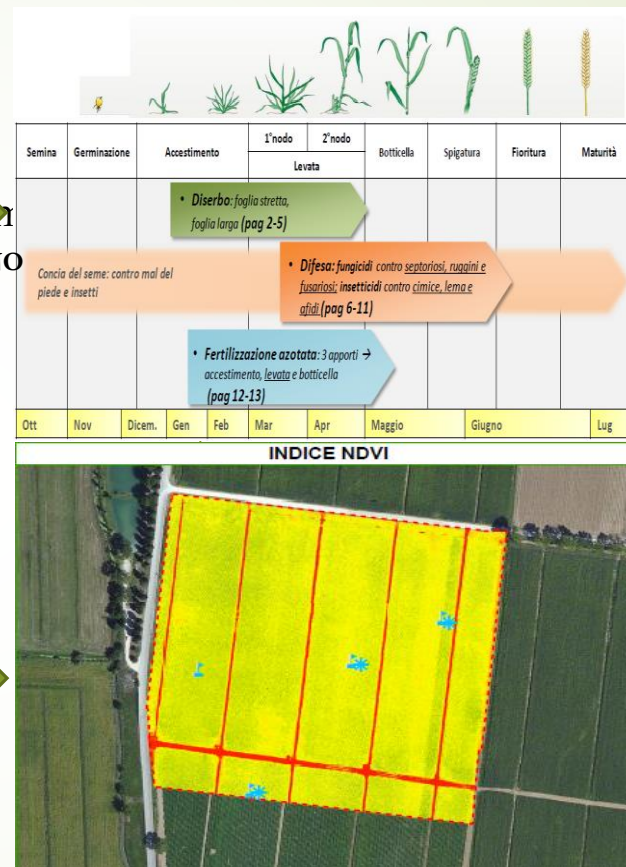 1°nodo 2°nodo
Semina Germinazione Accestimento Botticella Spigatura Fioritura Maturità
Levata
• Diserbo: foglia stretta,
foglia larga (pag 2-5)
Concia del seme: contro mal del
piede e insetti
• Difesa: fungicidi contro septoriosi, ruggini e
fusariosi; insetticidi contro cimice, lema e
afidi (pag 6-11)
• Fertilizzazione azotata: 3 apporti →
accestimento, levata e botticella
(pag 12-13)
Ott Nov Dicem. Gen Feb Mar Apr Maggio Giugno Lug
INDICE NDVI